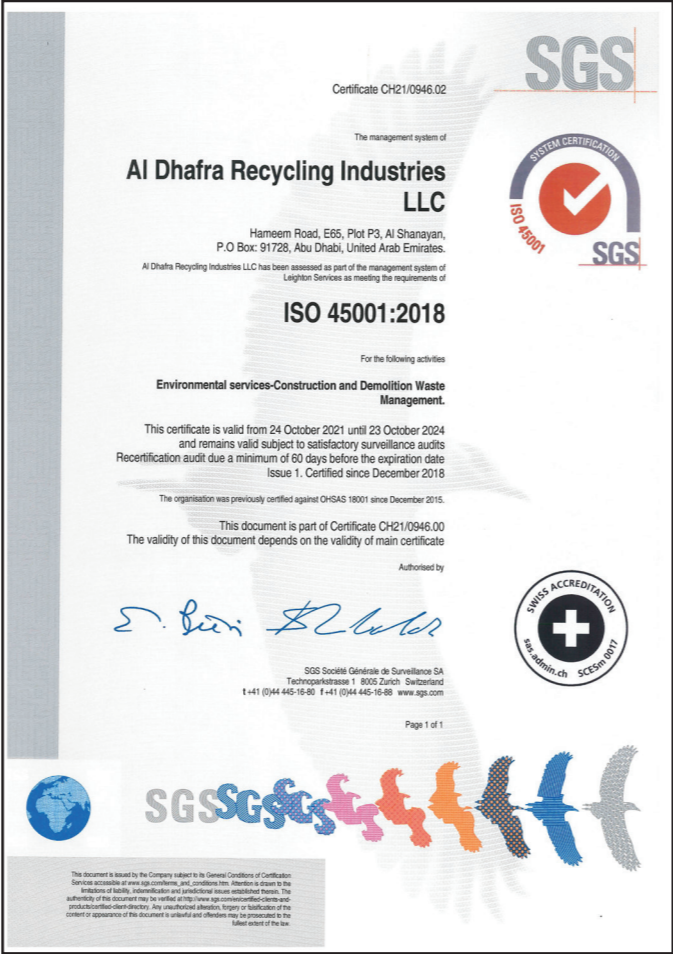 SGS
Certificate CH21/0946.02
The management system of
Al Dhafra Recycling Industries
LLC
Hameem Road, E65, Plot P3, Al Shanayan,
P.O Box: 91728, Abu Dhabi, United Arab Emirates.
Al Dhafra Recycling Industries LLC has been assessed as part of the management system of
Leighton Services as meeting the requirements of
SYSTEM CERTIFICATION
ISO 45001
SGS
ISO 45001:2018
For the following activities
Environmental services-Construction and Demolition Waste
Management.
This certificate is valid from 24 October 2021 until 23 October 2024
and remains valid subject to satisfactory surveillance audits
Recertification audit due a minimum of 60 days before the expiration date
Issue 1. Certified since December 2018
The organisation was previously certified against OHSAS 18001 since December 2015.
This document is part of Certificate CH21/0946.00
The validity of this document depends on the validity of main certificate
Authorised by
SWISS ACCREDITATION
sas.admin.ch SCESm 0017
SGS Société Générale de Surveillance SA
Technoparkstrasse 1 8005 Zurich Switzerland
t +41 (0)44 445-16-80 f +41 (0)44 445-16-88 www.sgs.com
Page 1 of 1
SGS SGS SGS
This document is issued by the Company subject to its General Conditions of Certification
Services accessible at www.sgs.com/terms_and_conditions.htm. Attention is drawn to the
limitations of liability, indemnification and jurisdictional issues established therein. The
authenticity of this document may be verified at http://www.sgs.com/en/certified-clients-and-
products/certified-client-directory. Any unauthorized alteration, forgery or falsification of the
content or appearance of this document is unlawful and offenders may be prosecuted to the
fullest extent of the law.